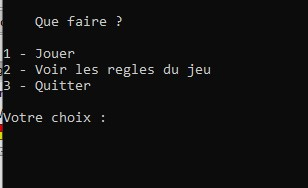 Que faire ?
1 - Jouer
2 - Voir les regles du jeu
3 - Quitter
Votre choix :